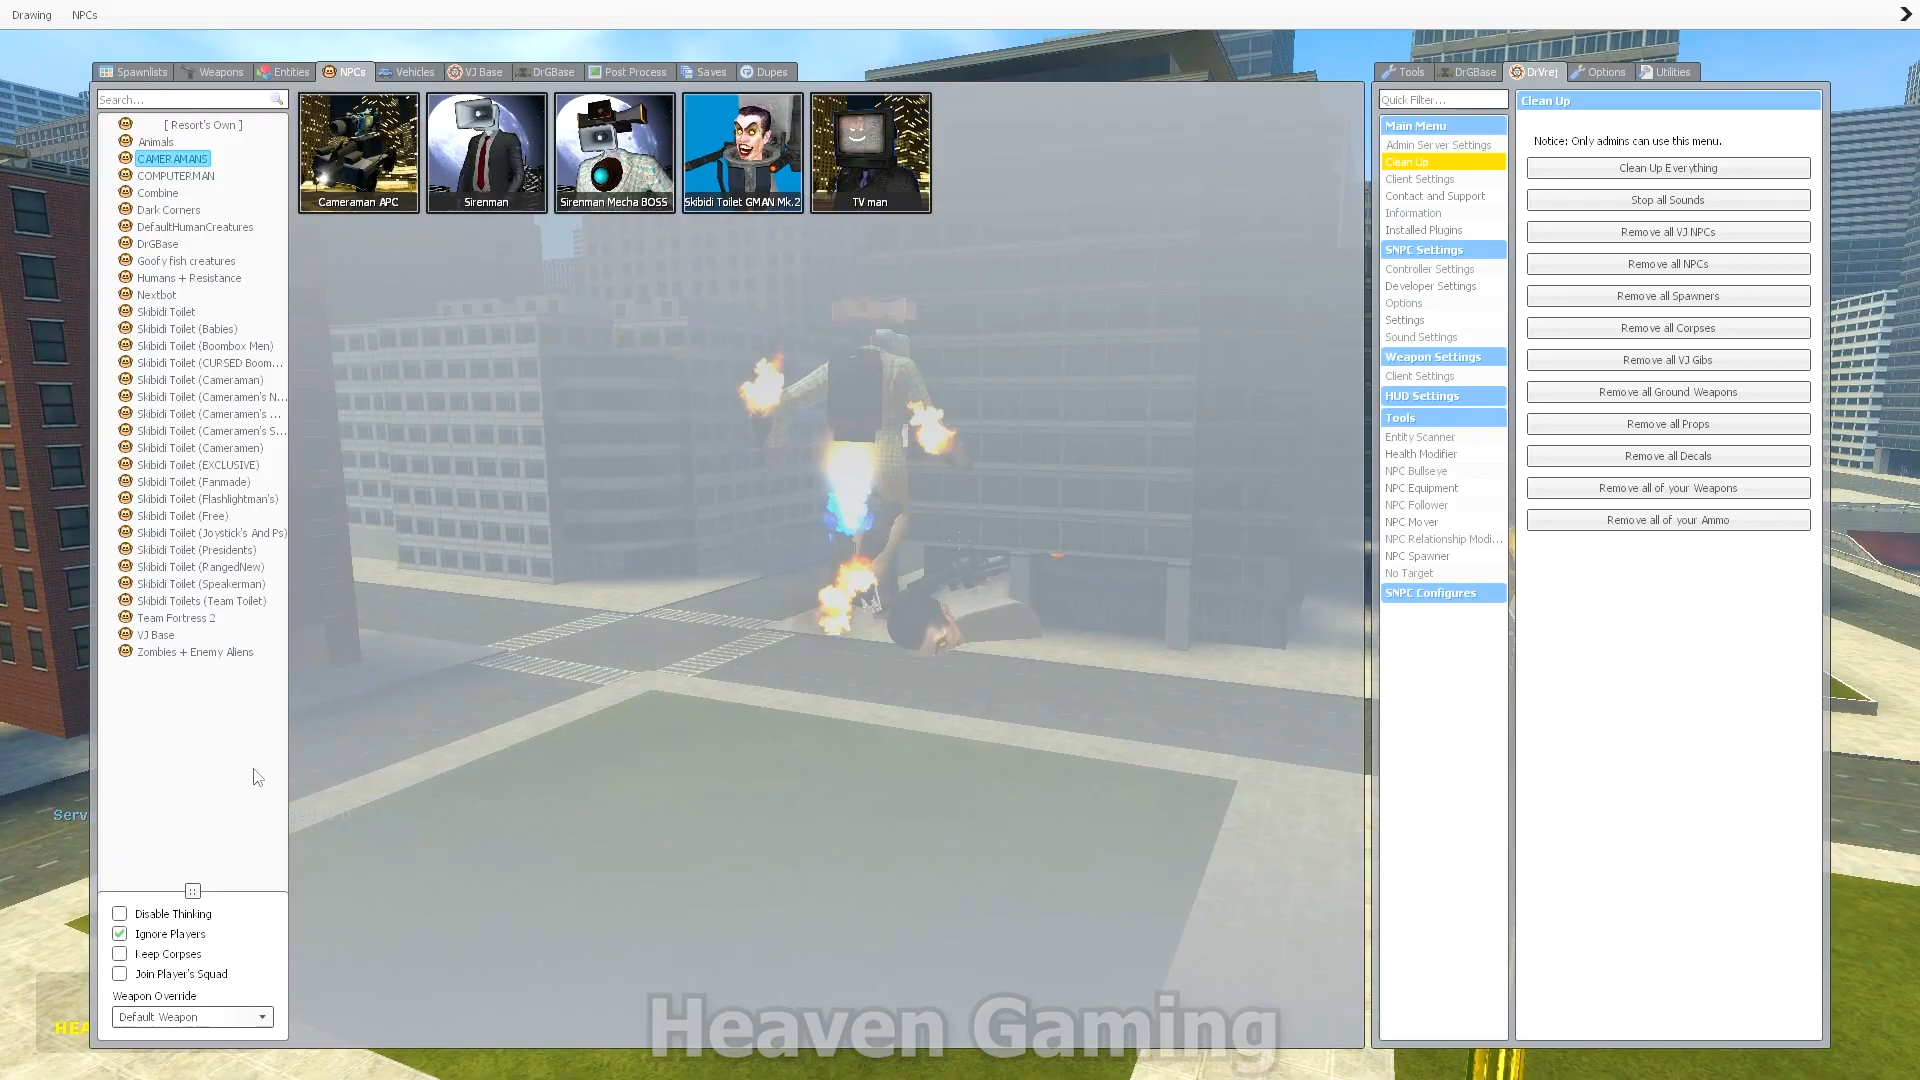 Drawing NPCs
Spawnlists Weapons Entities NPCs Vehicles VJ Base DrGBase Post Process Saves Dupes
Search...
[ Resort's Own ]
Animals
CAMERAMANS
COMPUTERMAN
Combine
Dark Corners
DefaultHumanCreatures
DrGBase
Goofy fish creatures
Humans + Resistance
Nextbot
Skibidi Toilet
Skibidi Toilet (Babies)
Skibidi Toilet (Boombox Men)
Skibidi Toilet (CURSED Boom...
Skibidi Toilet (Cameraman)
Skibidi Toilet (Cameramen's N...
Skibidi Toilet (Cameramen's ...
Skibidi Toilet (Cameramen's S...
Skibidi Toilet (Cameramen)
Skibidi Toilet (EXCLUSIVE)
Skibidi Toilet (Fanmade)
Skibidi Toilet (Flashlightman's)
Skibidi Toilet (Free)
Skibidi Toilet (Joystick's And Ps)
Skibidi Toilet (Presidents)
Skibidi Toilet (RangedNew)
Skibidi Toilet (Speakerman)
Skibidi Toilets (Team Toilet)
Team Fortress 2
VJ Base
Zombies + Enemy Aliens
Serv
Disable Thinking
Ignore Players
Keep Corpses
Join Player's Squad
Weapon Override
Default Weapon
HEA
Cameraman APC
Sirenman
Sirenman Mecha BOSS
Skibidi Toilet GMAN Mk.2
TV man
Heaven Gaming
Tools DrGBase DrVrej Options Utilities
Quick Filter...
Main Menu
Admin Server Settings
Clean Up
Client Settings
Contact and Support
Information
Installed Plugins
SNPC Settings
Controller Settings
Developer Settings
Options
Settings
Sound Settings
Weapon Settings
Client Settings
HUD Settings
Tools
Entity Scanner
Health Modifier
NPC Bullseye
NPC Equipment
NPC Follower
NPC Mover
NPC Relationship Modi...
NPC Spawner
No Target
SNPC Configures
Clean Up
Notice: Only admins can use this menu.
Clean Up Everything
Stop all Sounds
Remove all VJ NPCs
Remove all NPCs
Remove all Spawners
Remove all Corpses
Remove all VJ Gibs
Remove all Ground Weapons
Remove all Props
Remove all Decals
Remove all of your Weapons
Remove all of your Ammo